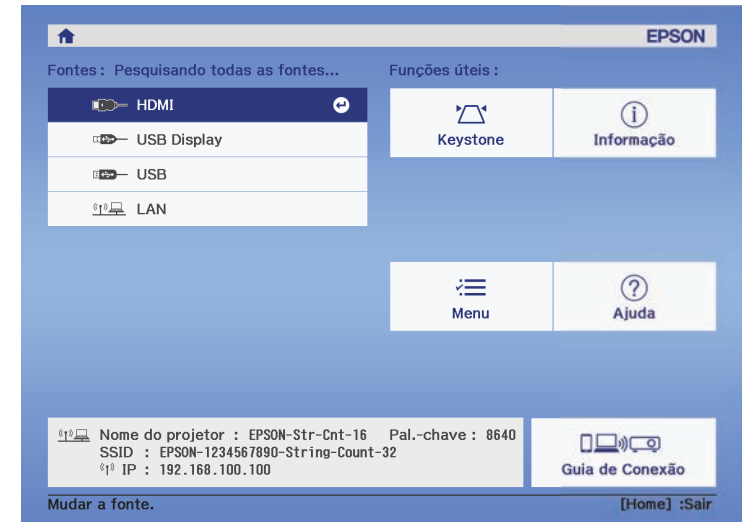 EPSON
Fontes : Pesquisando todas as fontes...
Funções úteis :
HDMI
USB Display
USB
LAN
Keystone
Informação
Menu
Ajuda
Nome do projetor : EPSON-Str-Cnt-16 Pal.-chave : 8640
SSID : EPSON-1234567890-String-Count-32
IP : 192.168.100.100
Guia de Conexão
Mudar a fonte.
[Home] :Sair